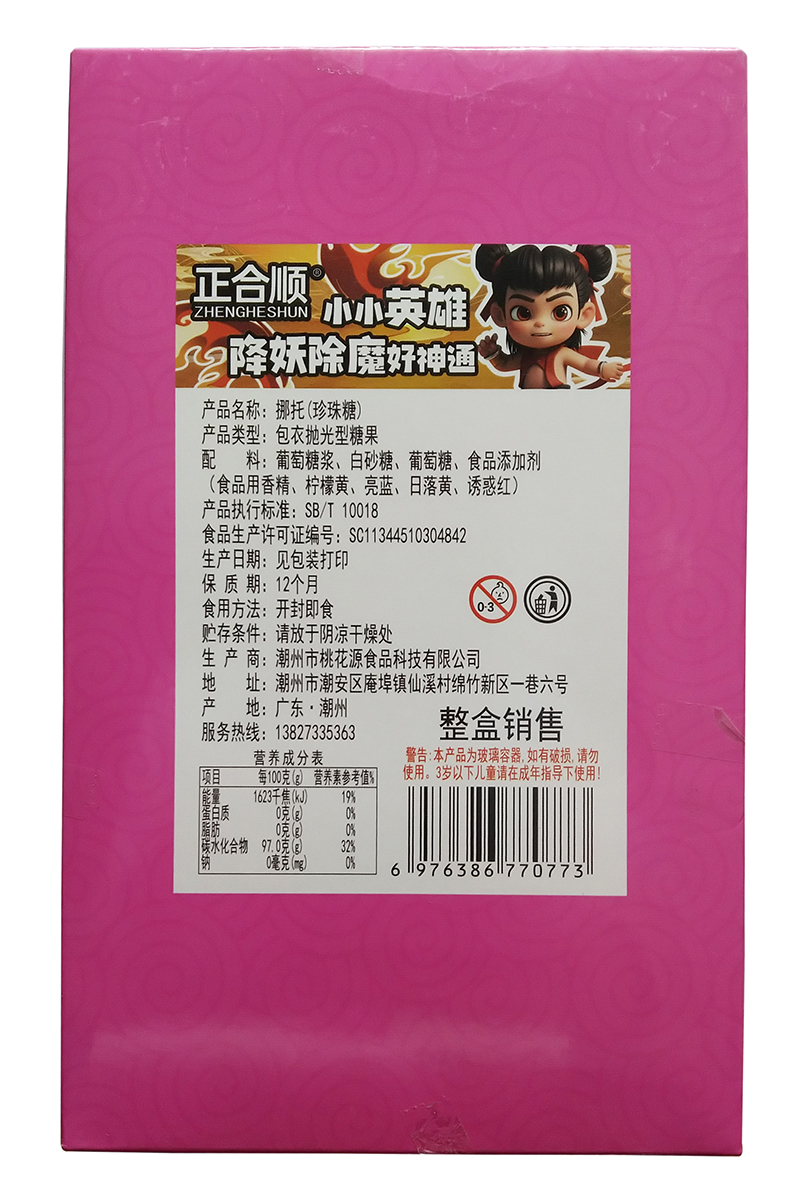 正合顺®
ZHENGHESHUN
小小英雄
降妖除魔好神通
产品名称：挪托(珍珠糖)
产品类型：包衣抛光型糖果
配 料：葡萄糖浆、白砂糖、葡萄糖、食品添加剂
（食品用香精、柠檬黄、亮蓝、日落黄、诱惑红）
产品执行标准：SB/T 10018
食品生产许可证编号：SC11344510304842
生产日期：见包装打印
保 质 期：12个月
食用方法：开封即食
贮存条件：请放于阴凉干燥处
生 产 商：潮州市桃花源食品科技有限公司
地 址：潮州市潮安区庵埠镇仙溪村绵竹新区一巷六号
产 地：广东·潮州
服务热线：13827335363
0-3
整盒销售
警告:本产品为玻璃容器,如有破损,请勿
使用。3岁以下儿童请在成年指导下使用!
营养成分表
项目 每100克(g) 营养素参考值%
能量 1623千焦(kJ) 19%
蛋白质 0克(g) 0%
脂肪 0克(g) 0%
碳水化合物 97.0克(g) 32%
钠 0毫克(mg) 0%
6 976386 770773